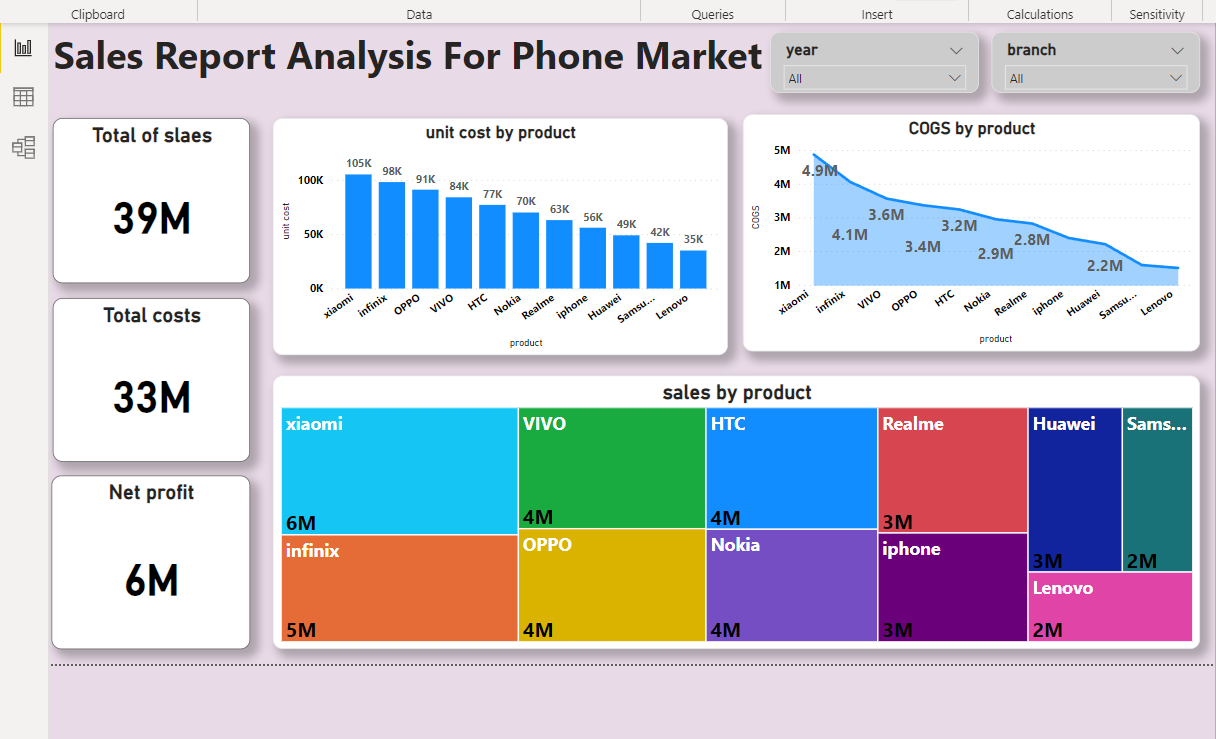 Clipboard
Data
Queries
Insert
Calculations
Sensitivity
Sales Report Analysis For Phone Market
year
All
branch
All
Total of slaes
39M
Total costs
33M
Net profit
6M
unit cost by product
unit cost
100K
50K
0K
105K
98K
91K
84K
77K
70K
63K
56K
49K
42K
35K
xiaomi
infinix
OPPO
VIVO
HTC
Nokia
Realme
iphone
Huawei
Samsu...
Lenovo
product
COGS by product
COGS
5M
4M
3M
2M
1M
4.9M
4.1M
3.6M
3.4M
3.2M
2.9M
2.8M
2.2M
xiaomi
infinix
VIVO
OPPO
HTC
Nokia
Realme
iphone
Huawei
Samsu...
Lenovo
product
sales by product
xiaomi
6M
infinix
5M
VIVO
4M
OPPO
4M
HTC
4M
Nokia
4M
Realme
3M
iphone
3M
Huawei
3M
Sams...
2M
Lenovo
2M